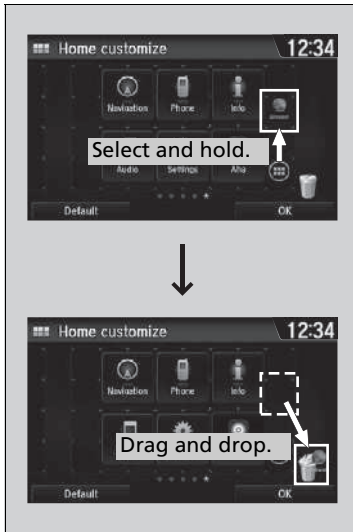 Home customize 12:34
Navigation Phone Info
Select and hold.
Audio Settings Aha
Default OK
Home customize 12:34
Navigation Phone Info
Drag and drop.
Default OK